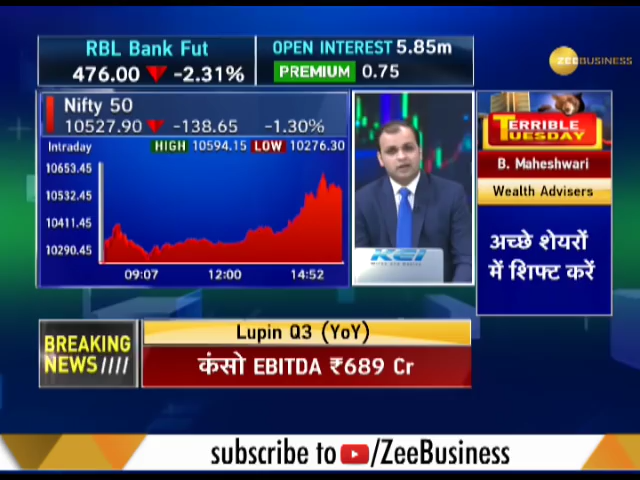 RBL Bank Fut
476.00 -2.31%
OPEN INTEREST 5.85m
PREMIUM 0.75
ZEEBUSINESS
Nifty 50
10527.90 -138.65 -1.30%
Intraday HIGH 10594.15 LOW 10276.30
10653.45
10532.45
10411.45
10290.45
09:07 12:00 14:52
KEI
TERRIBLE
TUESDAY
B. Maheshwari
Wealth Advisers
अच्छे शेयरों
में शिफ्ट करें
BREAKING
NEWS
Lupin Q3 (YoY)
कंसो EBITDA ₹689 Cr
subscribe to /ZeeBusiness